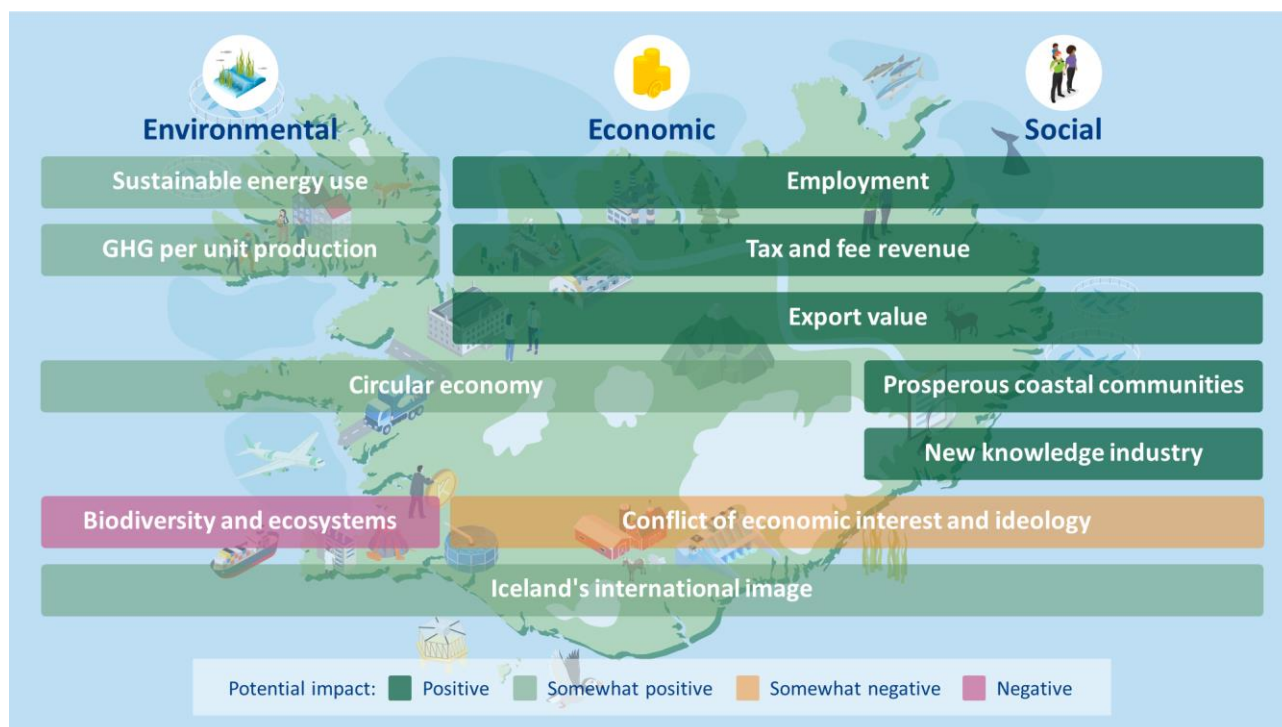 Environmental
Economic
Social
Sustainable energy use
Employment
GHG per unit production
Tax and fee revenue
Export value
Circular economy
Prosperous coastal communities
New knowledge industry
Biodiversity and ecosystems
Conflict of economic interest and ideology
Iceland's international image
Potential impact: Positive Somewhat positive Somewhat negative Negative